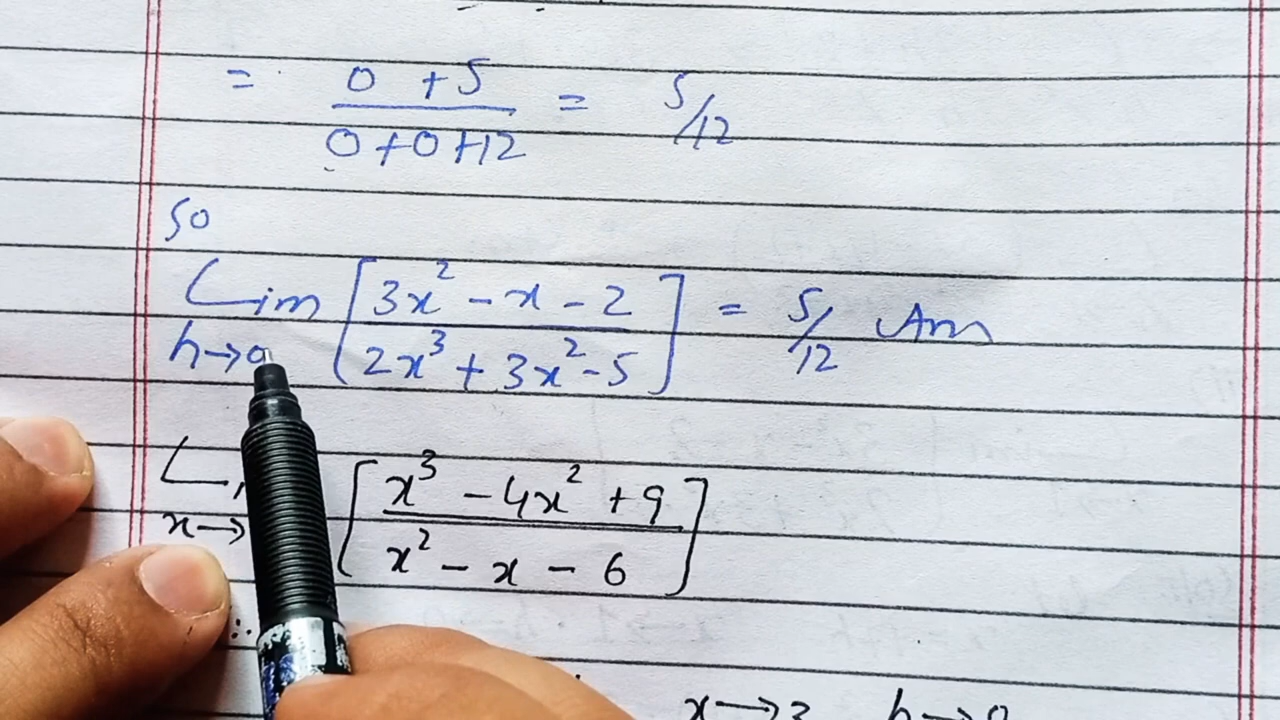 = 0 + 5 / 0 + 0 + 12 = 5/12
so
Lim h→0 [3x² - x - 2 / 2x³ + 3x² - 5] = 5/12 Ans
x→ [x³ - 4x² + 9 / x² - x - 6]
x→3 h→0